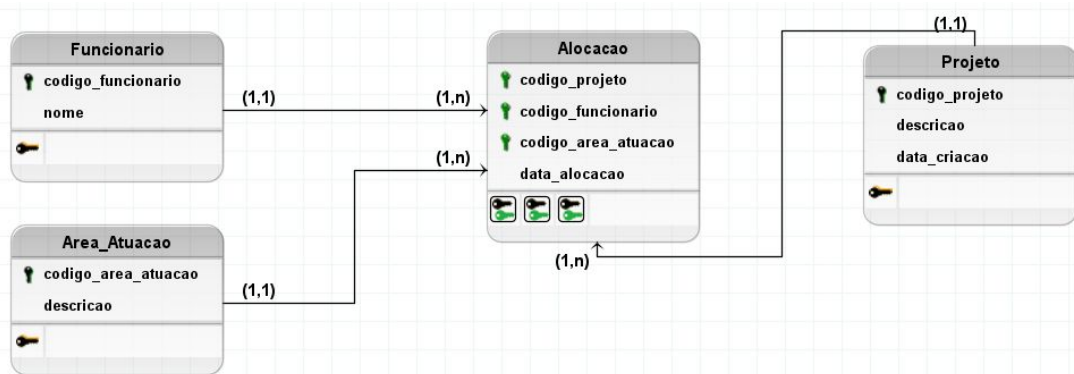 Funcionario
codigo_funcionario
nome
(1,1)
(1,n)
Area_Atuacao
codigo_area_atuacao
descricao
(1,1)
(1,n)
Alocacao
codigo_projeto
codigo_funcionario
codigo_area_atuacao
data_alocacao
(1,n)
(1,1)
Projeto
codigo_projeto
descricao
data_criacao